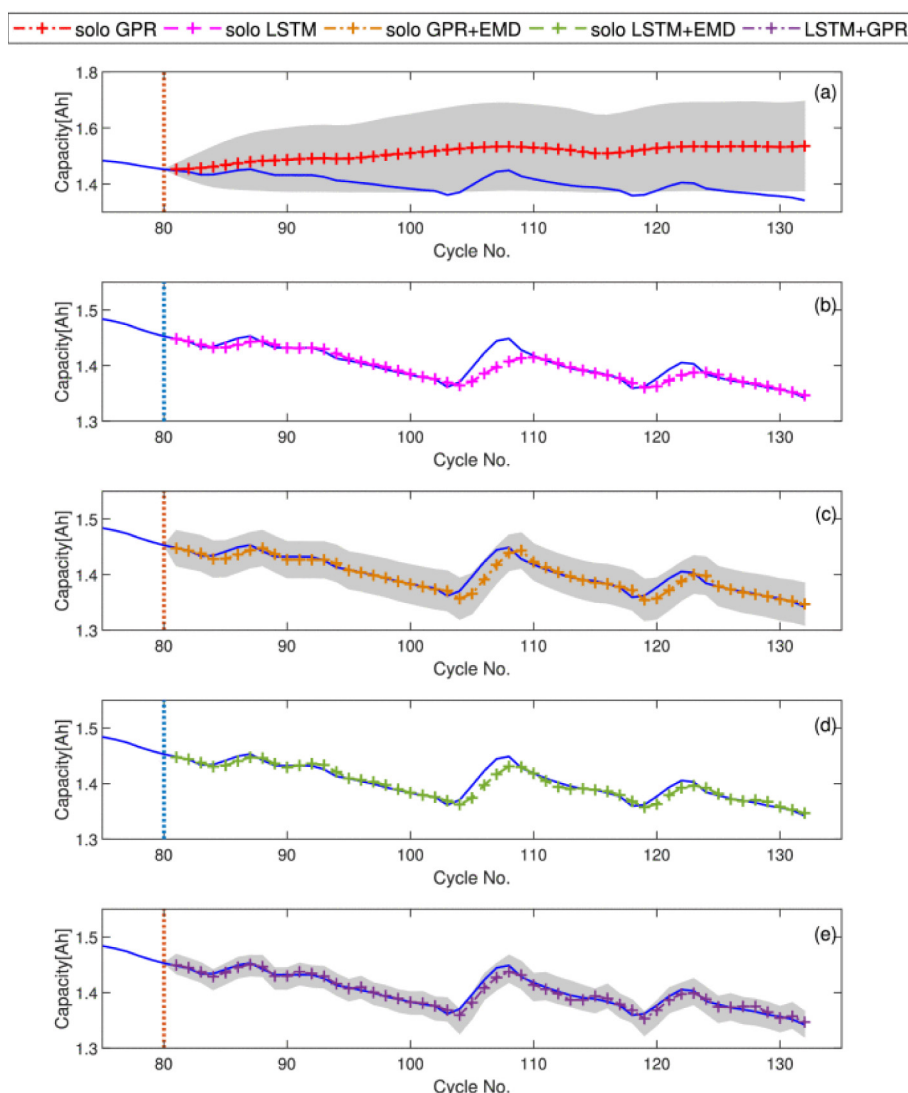 solo GPR solo LSTM solo GPR+EMD solo LSTM+EMD LSTM+GPR
(a)
1.8
1.6
1.4
Capacity[Ah]
80 90 100 110 120 130
Cycle No.
(b)
1.5
1.4
1.3
Capacity[Ah]
80 90 100 110 120 130
Cycle No.
(c)
1.5
1.4
1.3
Capacity[Ah]
80 90 100 110 120 130
Cycle No.
(d)
1.5
1.4
1.3
Capacity[Ah]
80 90 100 110 120 130
Cycle No.
(e)
1.5
1.4
1.3
Capacity[Ah]
80 90 100 110 120 130
Cycle No.